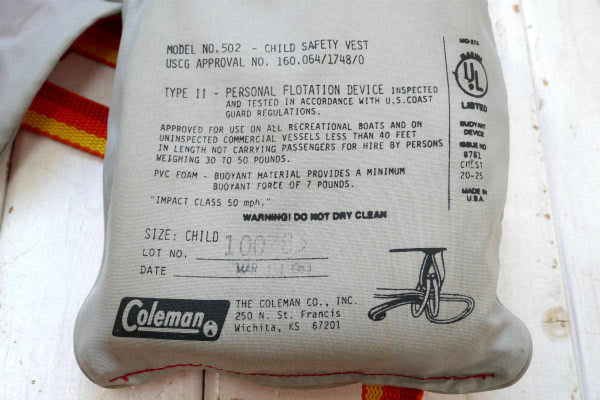 MODEL NO. 502 - CHILD SAFETY VEST
USCG APPROVAL NO. 160.064/1748/0
TYPE II - PERSONAL FLOTATION DEVICE INSPECTED
AND TESTED IN ACCORDANCE WITH U.S.COAST
GUARD REGULATIONS.
APPROVED FOR USE ON ALL RECREATIONAL BOATS AND ON
UNINSPECTED COMMERCIAL VESSELS LESS THAN 40 FEET
IN LENGTH NOT CARRYING PASSENGERS FOR HIRE BY PERSONS
WEIGHING 30 TO 50 POUNDS.
PVC FOAM - BUOYANT MATERIAL PROVIDES A MINIMUM
BUOYANT FORCE OF 7 POUNDS.
"IMPACT CLASS 50 mph."
WARNING! DO NOT DRY CLEAN
SIZE: CHILD
LOT NO.
DATE MAR
Coleman
THE COLEMAN CO., INC.
250 N. St. Francis
Wichita, KS 67201
MARINE
UL
LISTED
BUOYANT
DEVICE
ISSUE NO
CHEST
20-25
MADE IN
U.S.A.